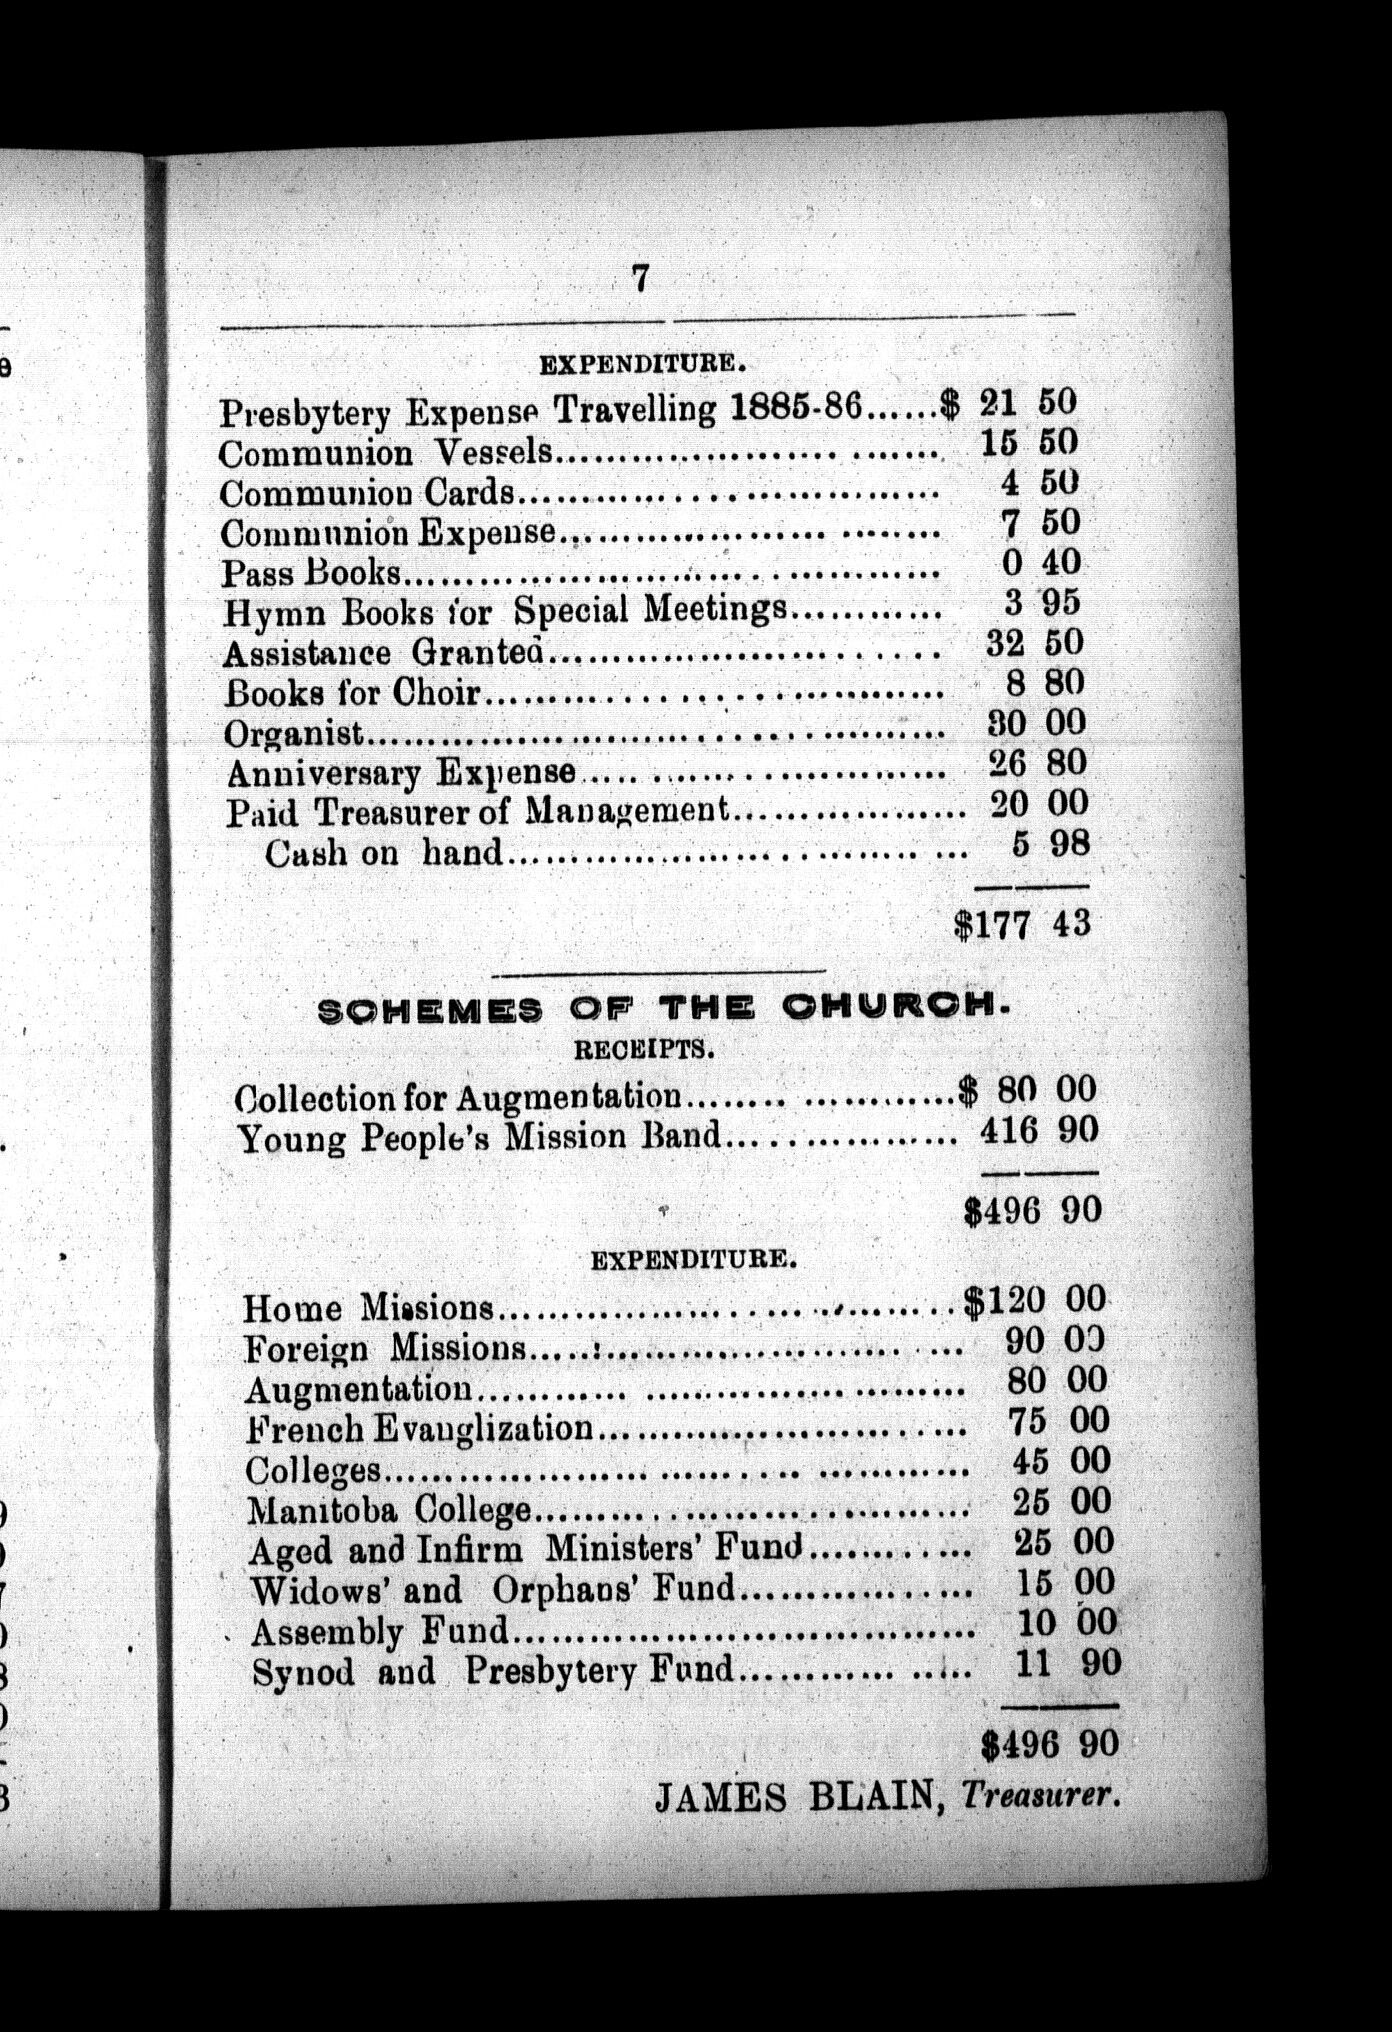 7
EXPENDITURE.
Presbytery Expense Travelling 1885-86......$ 21 50
Communion Vessels.............................. 15 50
Communion Cards.............................. 4 50
Communion Expense.............................. 7 50
Pass Books.............................. 0 40
Hymn Books for Special Meetings............ 3 95
Assistance Granted.............................. 32 50
Books for Choir.............................. 8 80
Organist.............................. 30 00
Anniversary Expense.............................. 26 80
Paid Treasurer of Management.................. 20 00
Cash on hand.............................. 5 98
$177 43
SCHEMES OF THE CHURCH.
RECEIPTS.
Collection for Augmentation....................$ 80 00
Young People's Mission Band.................. 416 90
$496 90
EXPENDITURE.
Home Missions..............................$120 00
Foreign Missions.............................. 90 00
Augmentation.............................. 80 00
French Evauglization.............................. 75 00
Colleges.............................. 45 00
Manitoba College.............................. 25 00
Aged and Infirm Ministers' Fund............ 25 00
Widows' and Orphans' Fund.................. 15 00
Assembly Fund.............................. 10 00
Synod and Presbytery Fund.................. 11 90
$496 90
JAMES BLAIN, Treasurer.